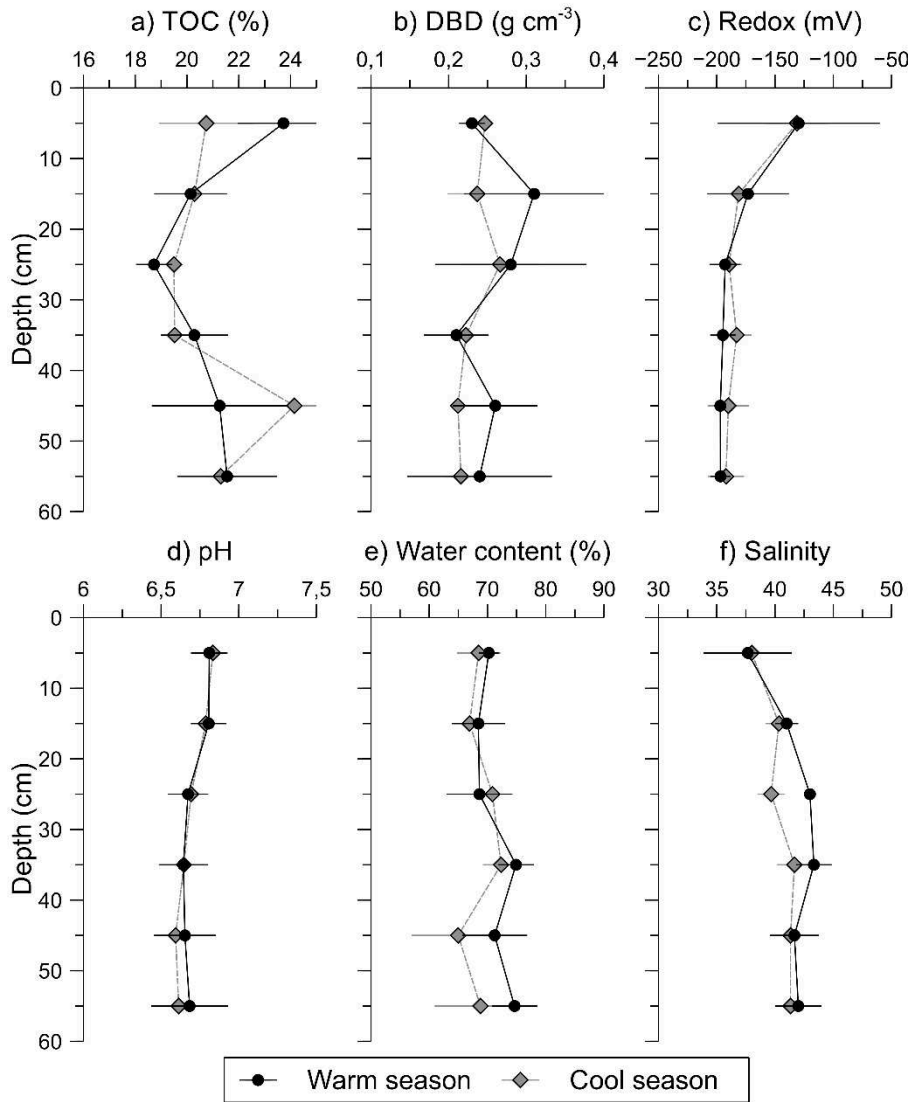 a) TOC (%) b) DBD (g cm⁻³) c) Redox (mV)
16 18 20 22 24 0,1 0,2 0,3 0,4 −250 −200 −150 −100 −50
0
10
20
30
40
50
60
Depth (cm)
d) pH e) Water content (%) f) Salinity
6 6,5 7 7,5 50 60 70 80 90 30 35 40 45 50
0
10
20
30
40
50
60
Depth (cm)
Warm season Cool season